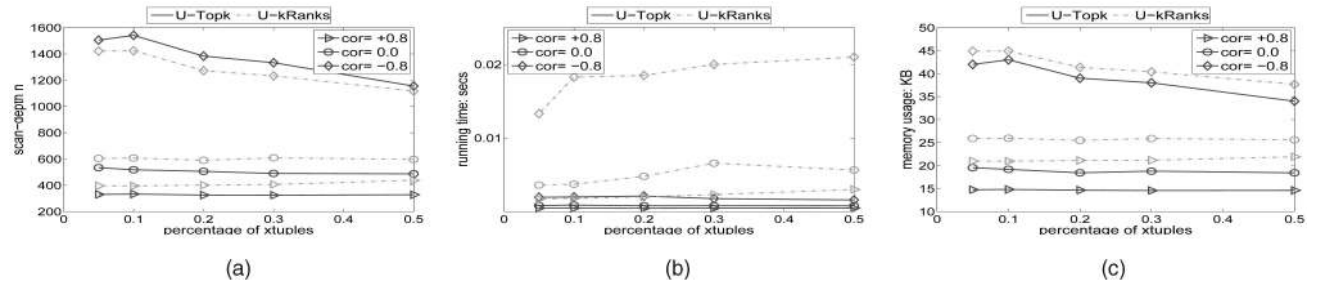 U-Topk U-kRanks
cor= +0.8
cor= 0.0
cor= -0.8
1600
1400
1200
1000
800
600
400
200
scan-depth n
0 0.1 0.2 0.3 0.4 0.5
percentage of xtuples
(a)
U-Topk U-kRanks
cor= +0.8
cor= 0.0
cor= -0.8
0.02
0.01
running time: secs
0 0.1 0.2 0.3 0.4 0.5
percentage of xtuples
(b)
U-Topk U-kRanks
cor= +0.8
cor= 0.0
cor= -0.8
50
45
40
35
30
25
20
15
10
memory usage: KB
0 0.1 0.2 0.3 0.4 0.5
percentage of xtuples
(c)